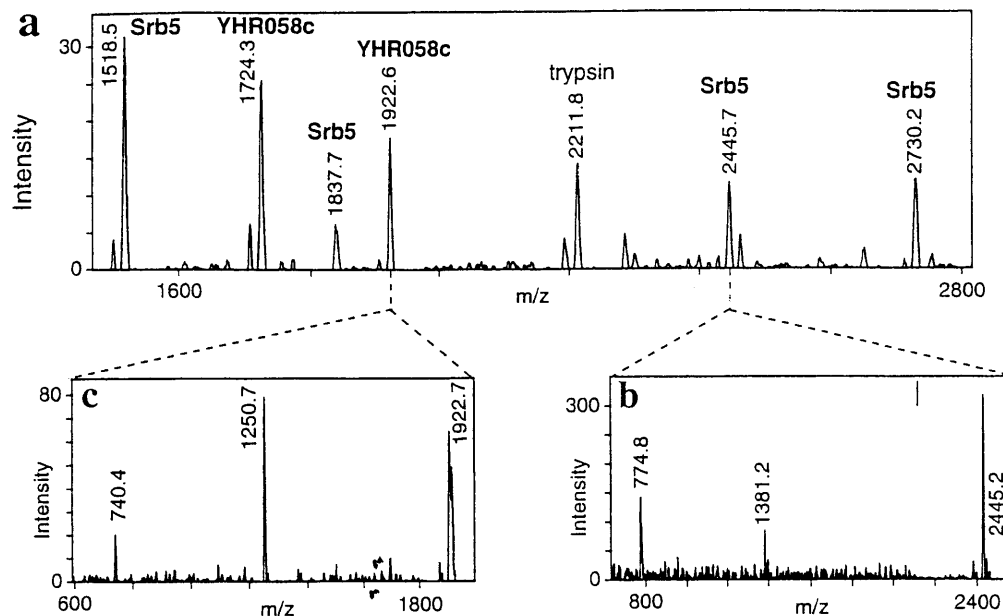 a
Srb5
YHR058c
YHR058c
trypsin
Srb5
Srb5
Srb5
1518.5
1724.3
1837.7
1922.6
2211.8
2445.7
2730.2
Intensity
30
0
1600
m/z
2800
c
80
0
Intensity
740.4
1250.7
1922.7
600
m/z
1800
b
300
0
Intensity
774.8
1381.2
2445.2
800
m/z
2400